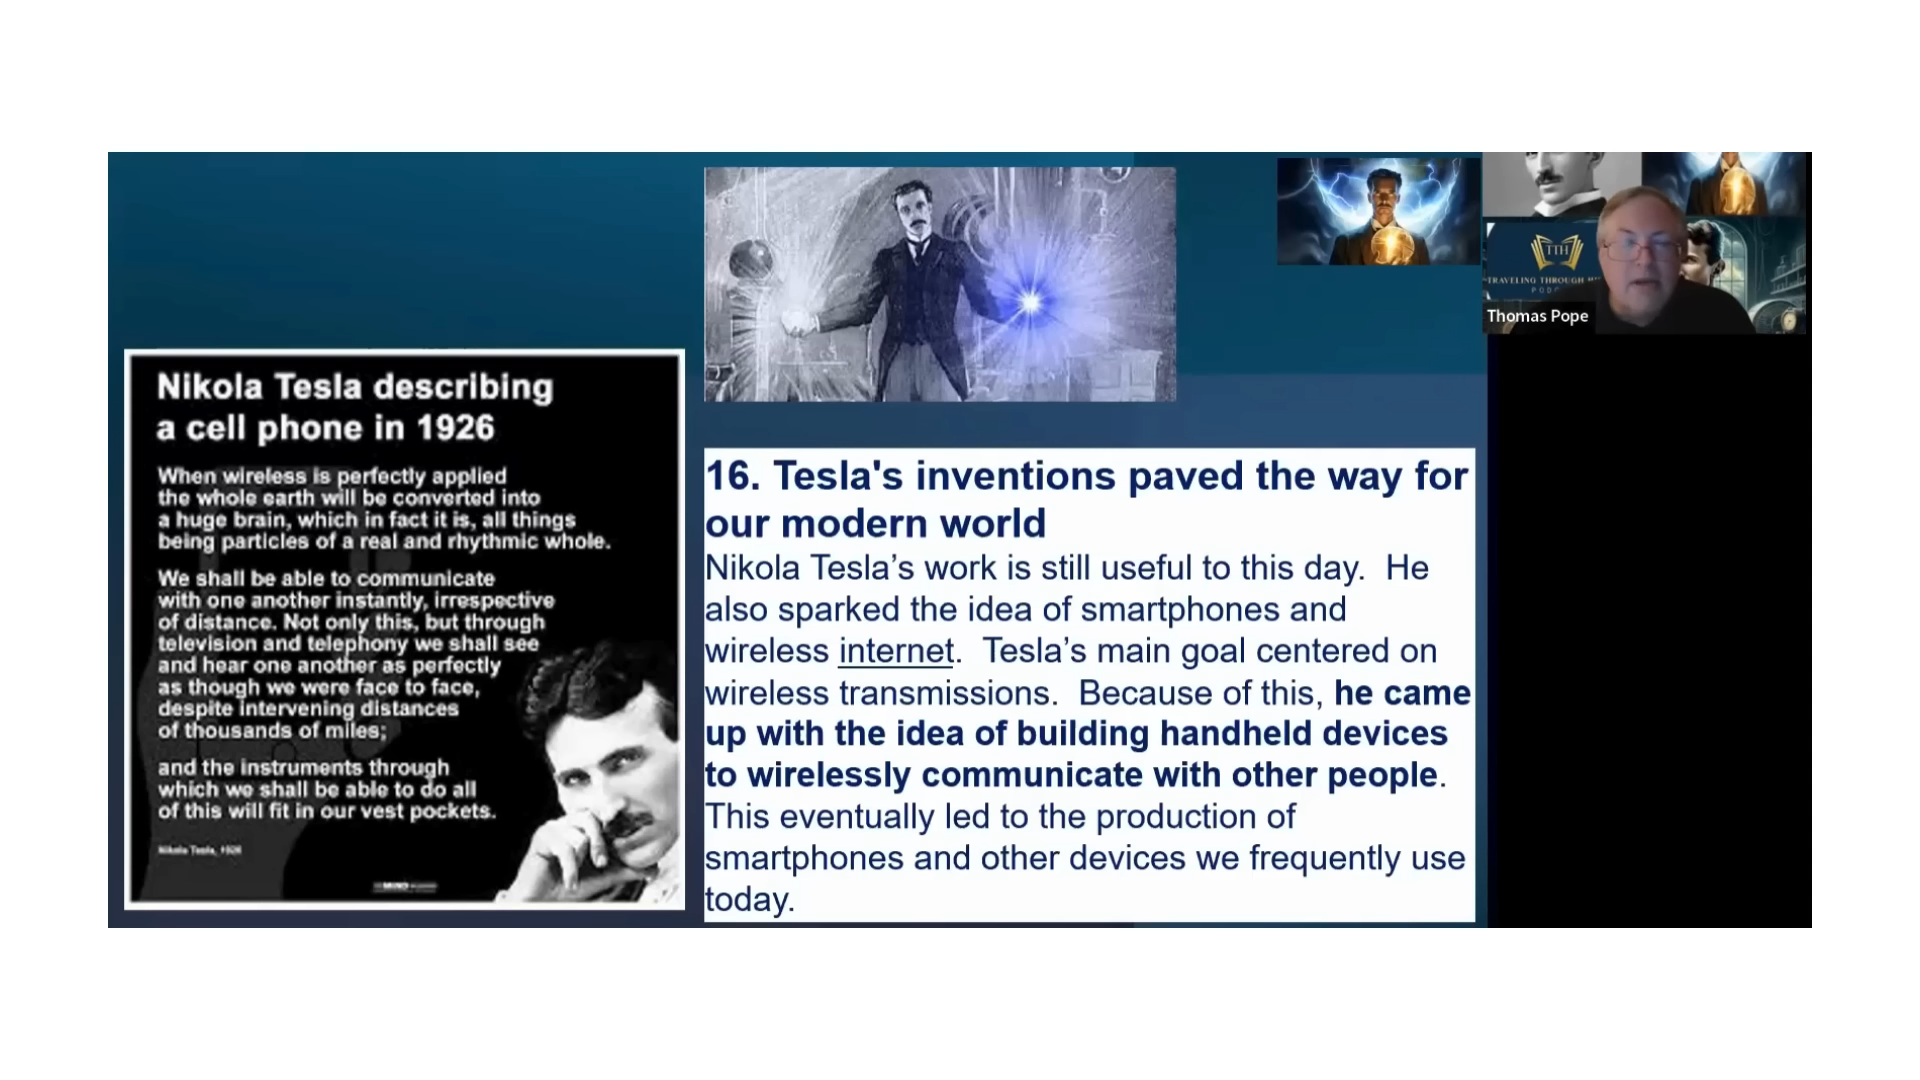 Nikola Tesla describing
a cell phone in 1926
When wireless is perfectly applied
the whole earth will be converted into
a huge brain, which in fact it is, all things
being particles of a real and rhythmic whole.
We shall be able to communicate
with one another instantly, irrespective
of distance. Not only this, but through
television and telephony we shall see
and hear one another as perfectly
as though we were face to face,
despite intervening distances
of thousands of miles;
and the instruments through
which we shall be able to do all
of this will fit in our vest pockets.
Nikola Tesla, 1926
MIND
16. Tesla's inventions paved the way for
our modern world
Nikola Tesla’s work is still useful to this day.  He
also sparked the idea of smartphones and
wireless internet.  Tesla’s main goal centered on
wireless transmissions.  Because of this, he came
up with the idea of building handheld devices
to wirelessly communicate with other people.
This eventually led to the production of
smartphones and other devices we frequently use
today.
TTH
TRAVELING THROUGH
Thomas Pope